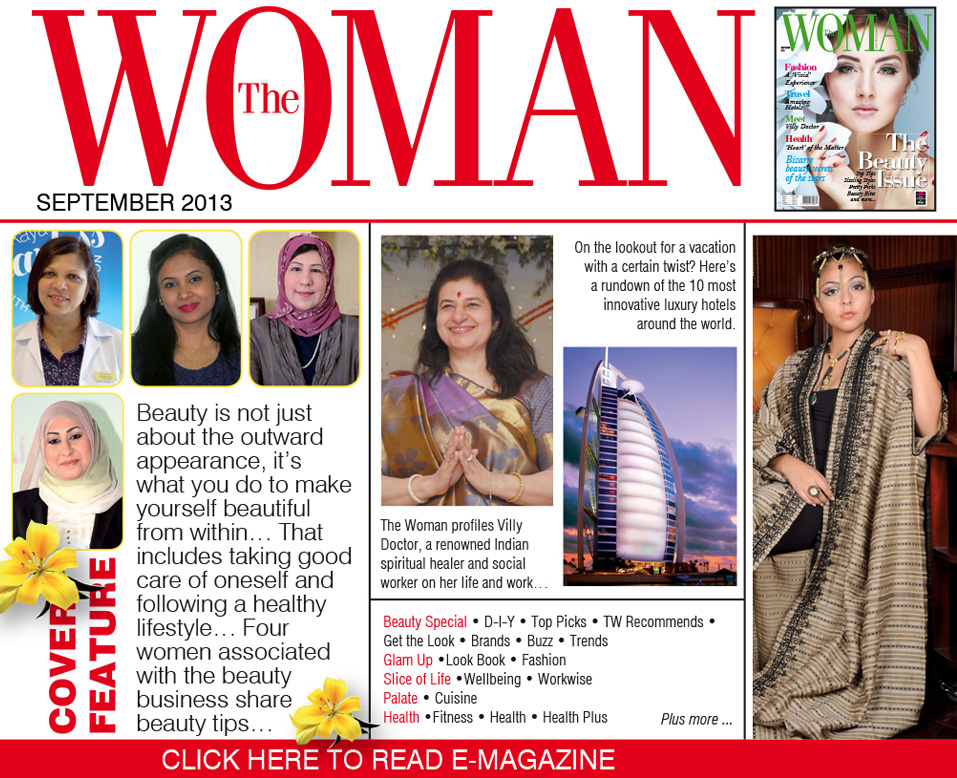 The
WOMAN
SEPTEMBER 2013
The
WOMAN
Fashion
A 'Vivid'
Experience
Travel
Amazing
Hotels
Meet
Villy Doctor
Health
'Heart' of the Matter
Bizarre
beauty secrets
of the stars
The
Beauty
Issue
Top Tips
Sizzling Styles
Pretty Picks
Beauty Bites
and more...
Beauty is not just
about the outward
appearance, it's
what you do to make
yourself beautiful
from within... That
includes taking good
care of oneself and
following a healthy
lifestyle... Four
women associated
with the beauty
business share
beauty tips...
COVER
FEATURE
The Woman profiles Villy
Doctor, a renowned Indian
spiritual healer and social
worker on her life and work...
On the lookout for a vacation
with a certain twist? Here's
a rundown of the 10 most
innovative luxury hotels
around the world.
Beauty Special • D-I-Y • Top Picks • TW Recommends •
Get the Look • Brands • Buzz • Trends
Glam Up •Look Book • Fashion
Slice of Life •Wellbeing • Workwise
Palate • Cuisine
Health •Fitness • Health • Health Plus
Plus more ...
CLICK HERE TO READ E-MAGAZINE